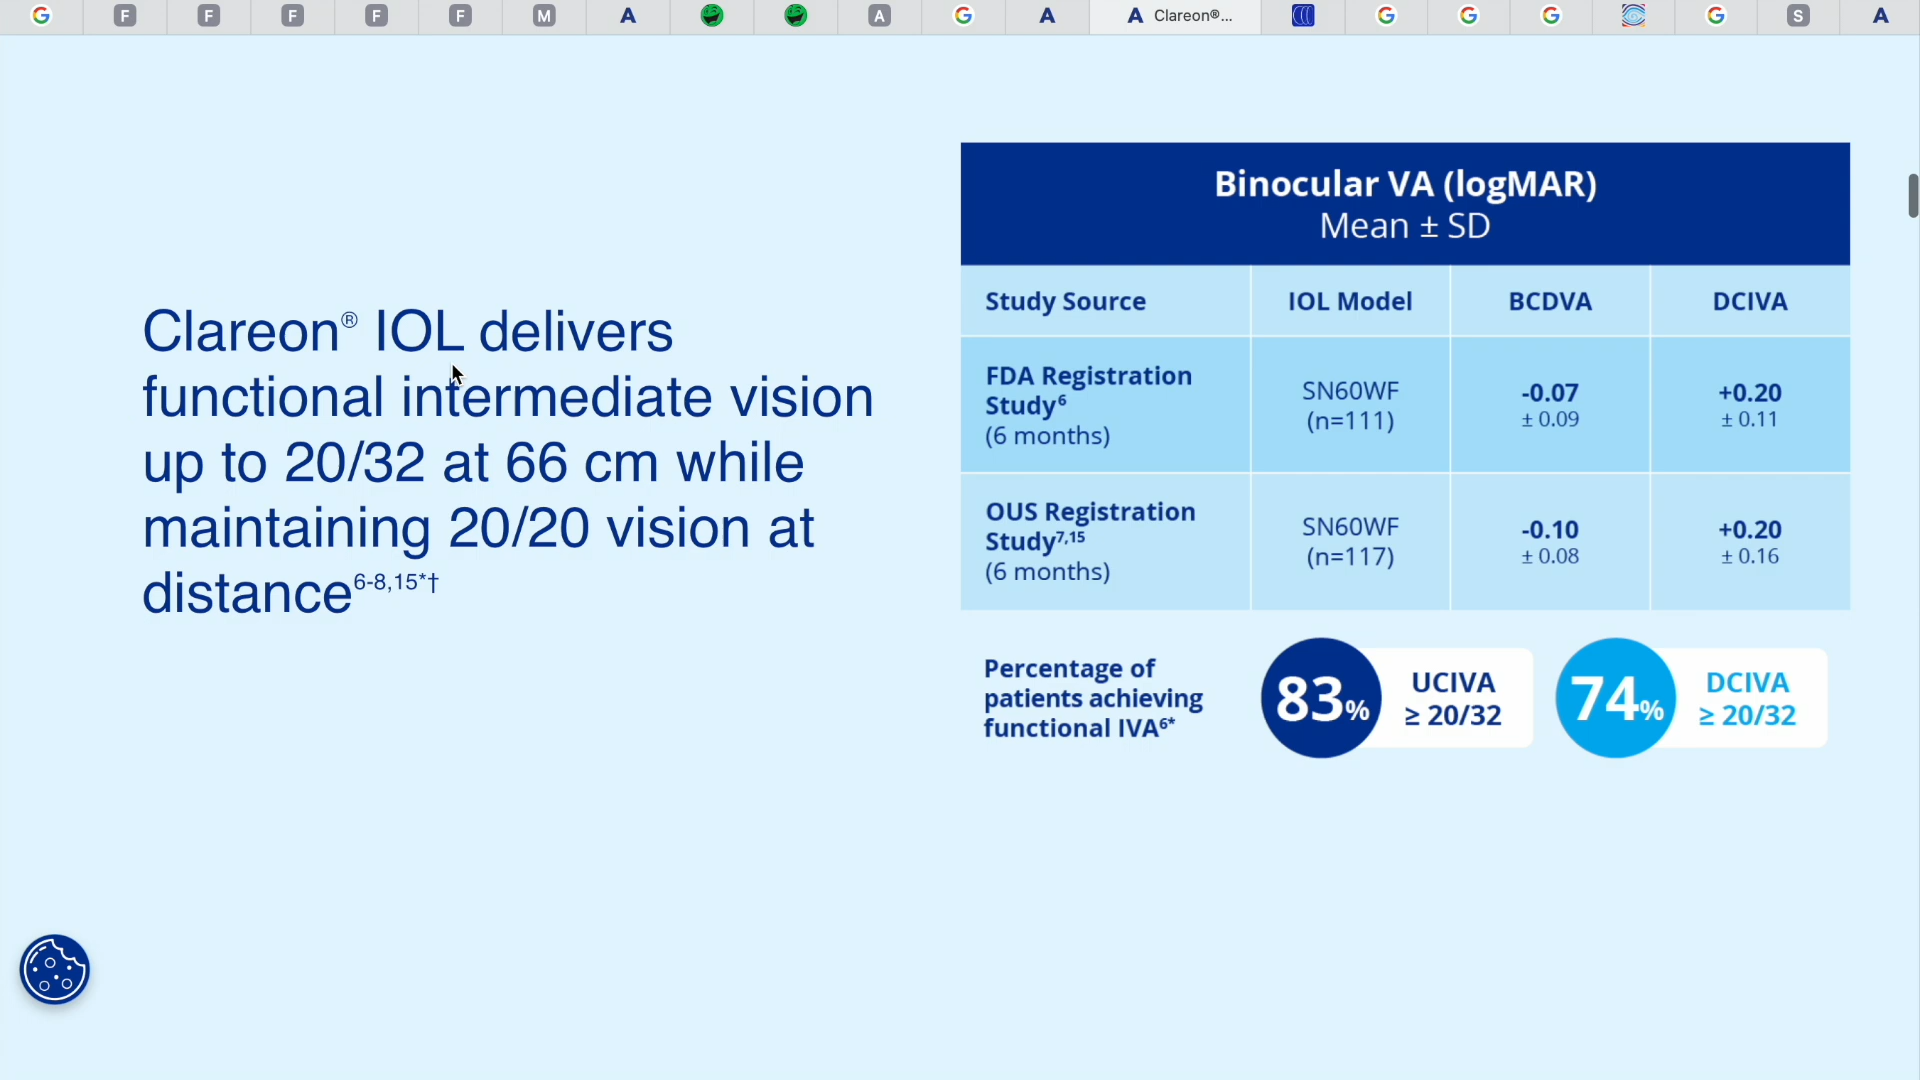 F F F F F M A A A A Clareon®... S A
Clareon® IOL delivers
functional intermediate vision
up to 20/32 at 66 cm while
maintaining 20/20 vision at
distance6-8,15*†
Binocular VA (logMAR)
Mean ± SD
Study Source IOL Model BCDVA DCIVA
FDA Registration
Study6
(6 months)
SN60WF
(n=111)
-0.07
± 0.09
+0.20
± 0.11
OUS Registration
Study7,15
(6 months)
SN60WF
(n=117)
-0.10
± 0.08
+0.20
± 0.16
Percentage of
patients achieving
functional IVA6*
83%
UCIVA
≥ 20/32
74%
DCIVA
≥ 20/32